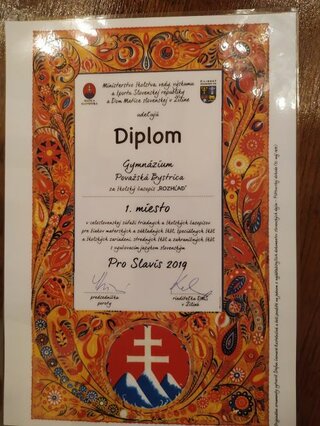 Ministerstvo školstva, vedy, výskumu
a športu Slovenskej republiky
a Dom Matice slovenskej v Žiline
udeľujú
Diplom
Gymnázium
Považská Bystrica
za školský časopis „ROZHĽAD“
1. miesto
v celoslovenskej súťaži triednych a školských časopisov
pre žiakov materských a základných škôl, špeciálnych škôl
a školských zariadení, stredných škôl a zahraničných škôl
s vyučovacím jazykom slovenským
Pro Slavis 2019
predsedníčka
poroty
riaditeľka DMS
v Žiline